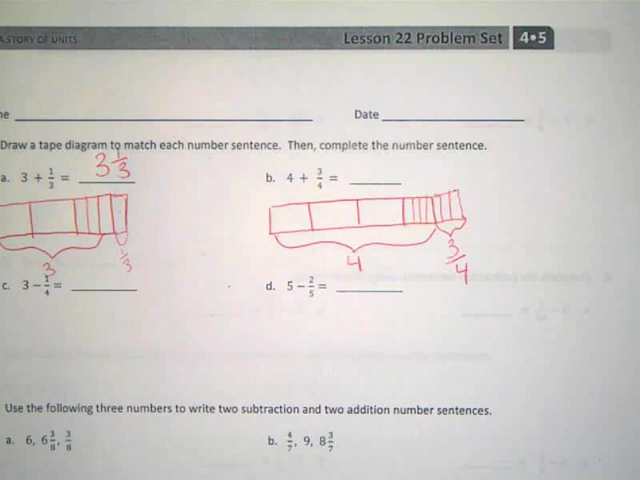 A STORY OF UNITS
Lesson 22 Problem Set 4•5
Date
Draw a tape diagram to match each number sentence. Then, complete the number sentence.
a. 3 + 1/3 = 3 1/3
b. 4 + 3/4 =
3 1/3
4 3/4
c. 3 − 1/4 =
d. 5 − 2/5 =
Use the following three numbers to write two subtraction and two addition number sentences.
a. 6, 6 3/8, 3/8
b. 4/7, 9, 8 3/7